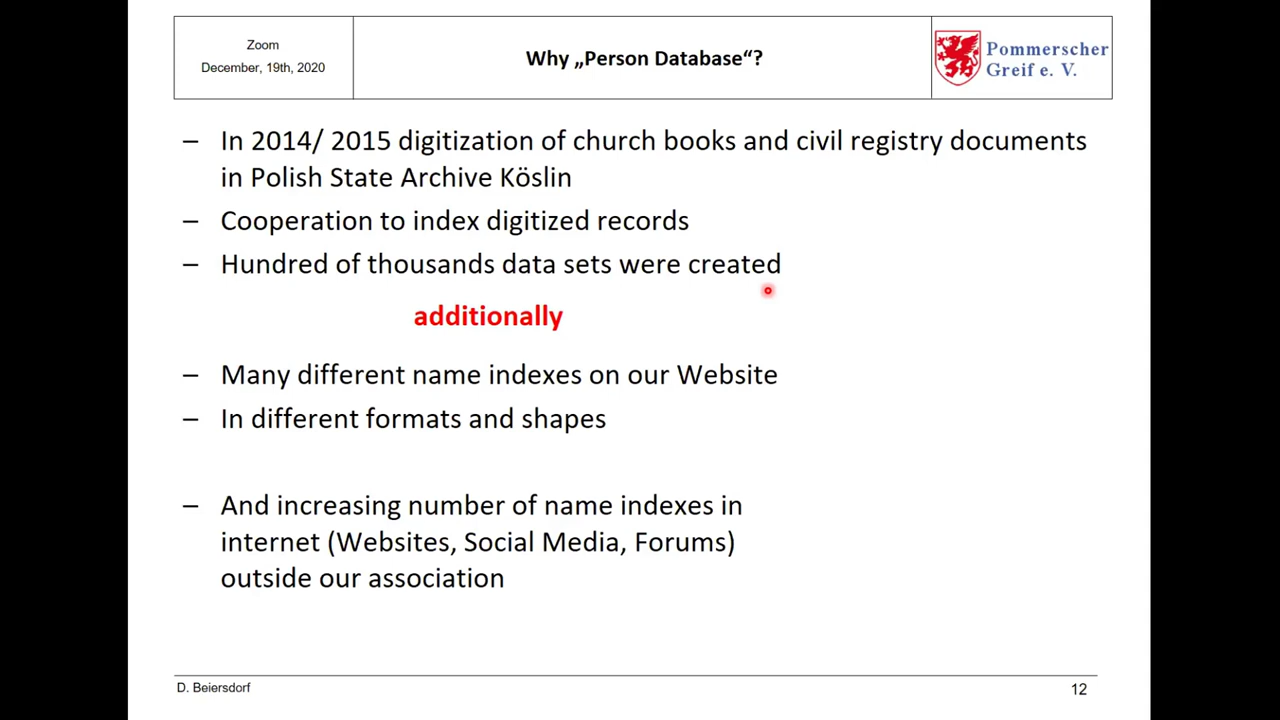 Zoom
December, 19th, 2020
Why „Person Database“?
Pommerscher
Greif e. V.
– In 2014/ 2015 digitization of church books and civil registry documents
in Polish State Archive Köslin
– Cooperation to index digitized records
– Hundred of thousands data sets were created
additionally
– Many different name indexes on our Website
– In different formats and shapes
– And increasing number of name indexes in
internet (Websites, Social Media, Forums)
outside our association
D. Beiersdorf
12